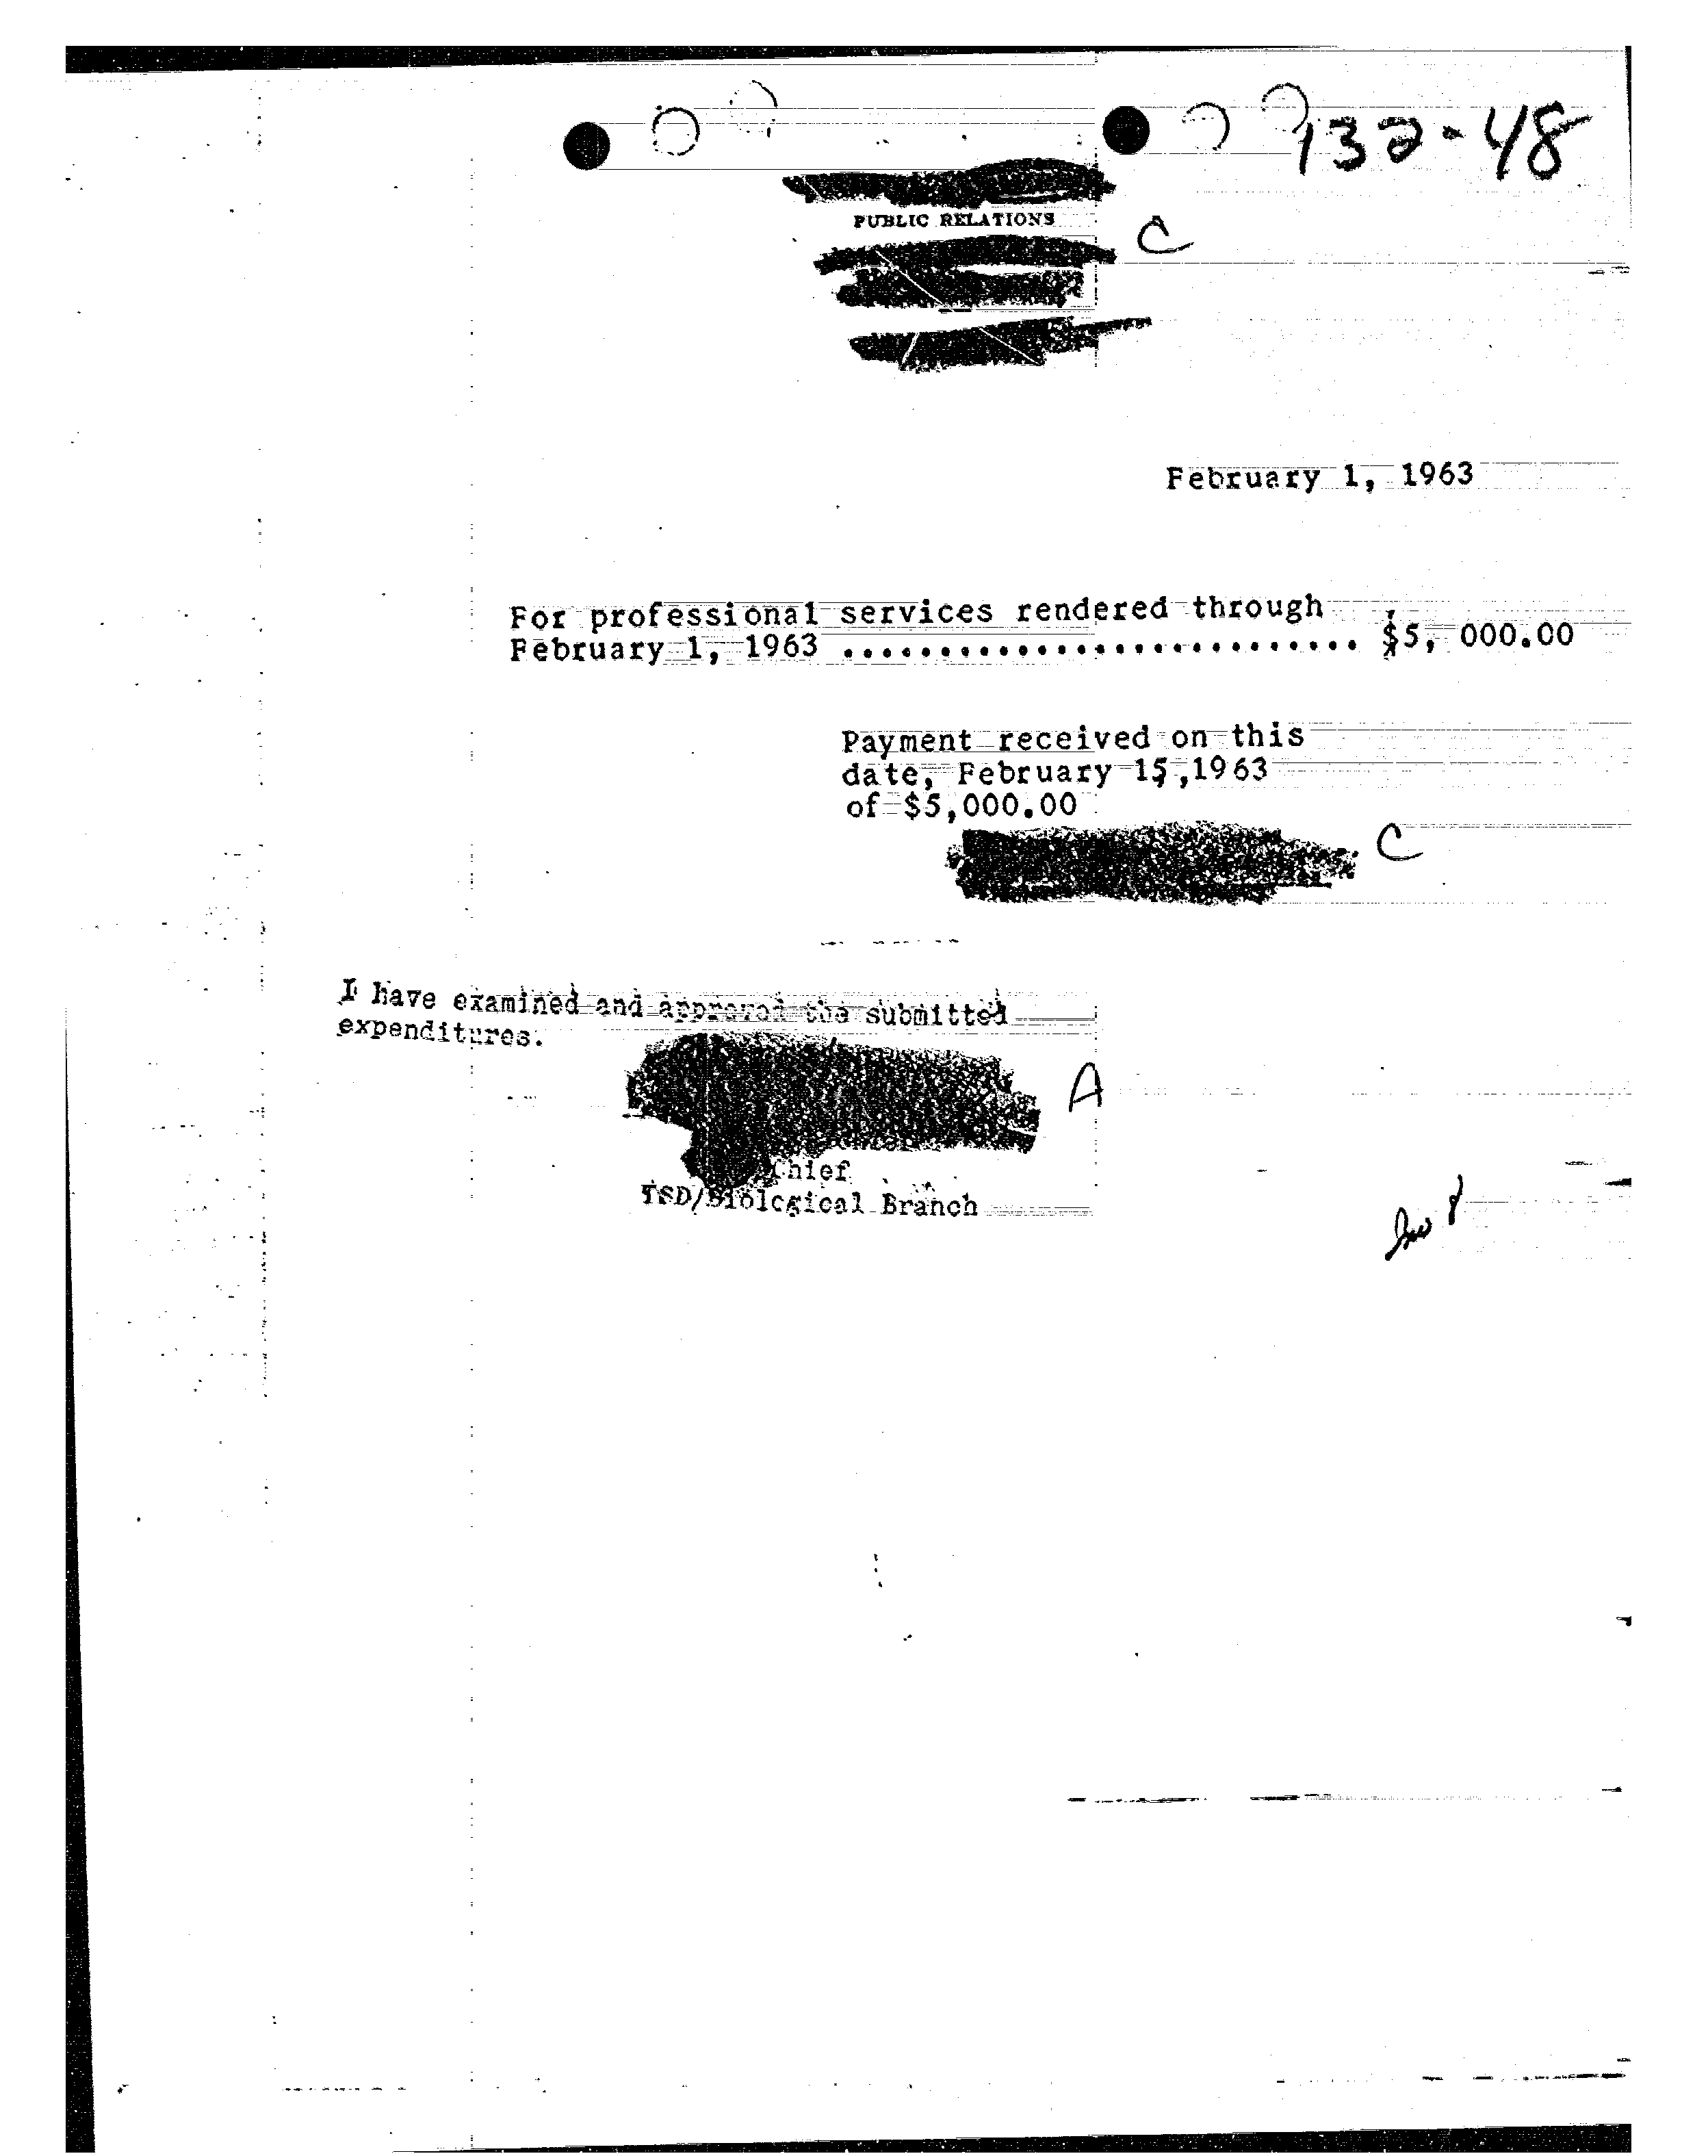 132-48
PUBLIC RELATIONS
C
February 1, 1963
For professional services rendered through
February 1, 1963 ........................... $5, 000.00
Payment received on this
date, February 15,1963
of $5,000.00
C
I have examined and approved the submitted
expenditures.
A
Chief
TSD/Biological Branch